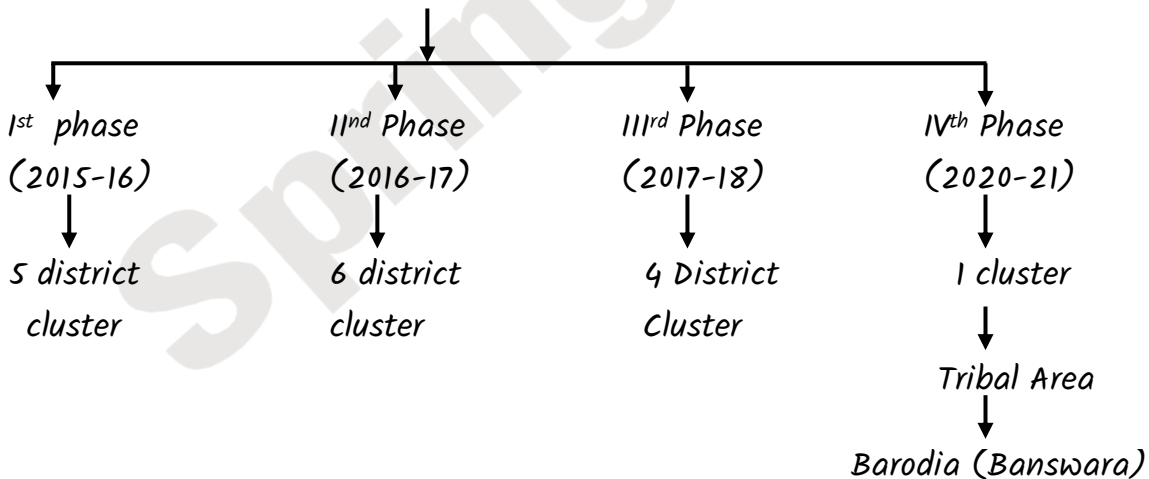 Spring
Ist phase
(2015-16)
5 district
cluster
IInd Phase
(2016-17)
6 district
cluster
IIIrd Phase
(2017-18)
4 District
Cluster
IVth Phase
(2020-21)
1 cluster
Tribal Area
Barodia (Banswara)